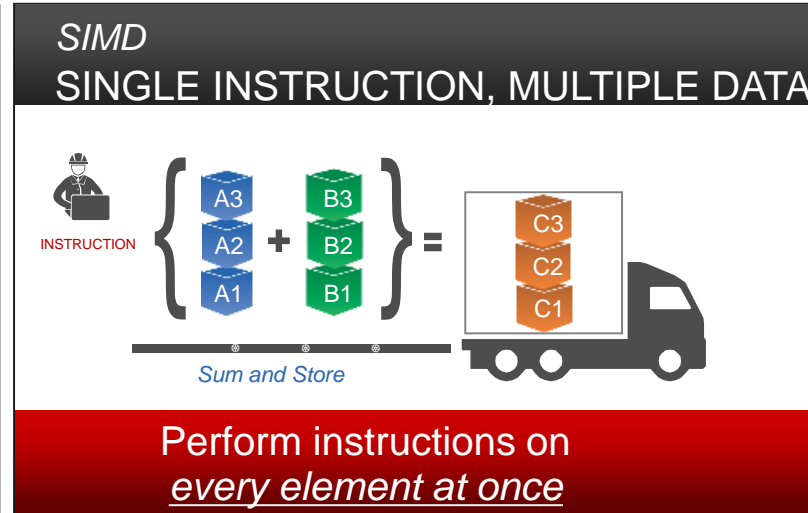 SIMD
SINGLE INSTRUCTION, MULTIPLE DATA
INSTRUCTION
{ A3 A2 A1 + B3 B2 B1 } = C3 C2 C1
Sum and Store
Perform instructions on
every element at once